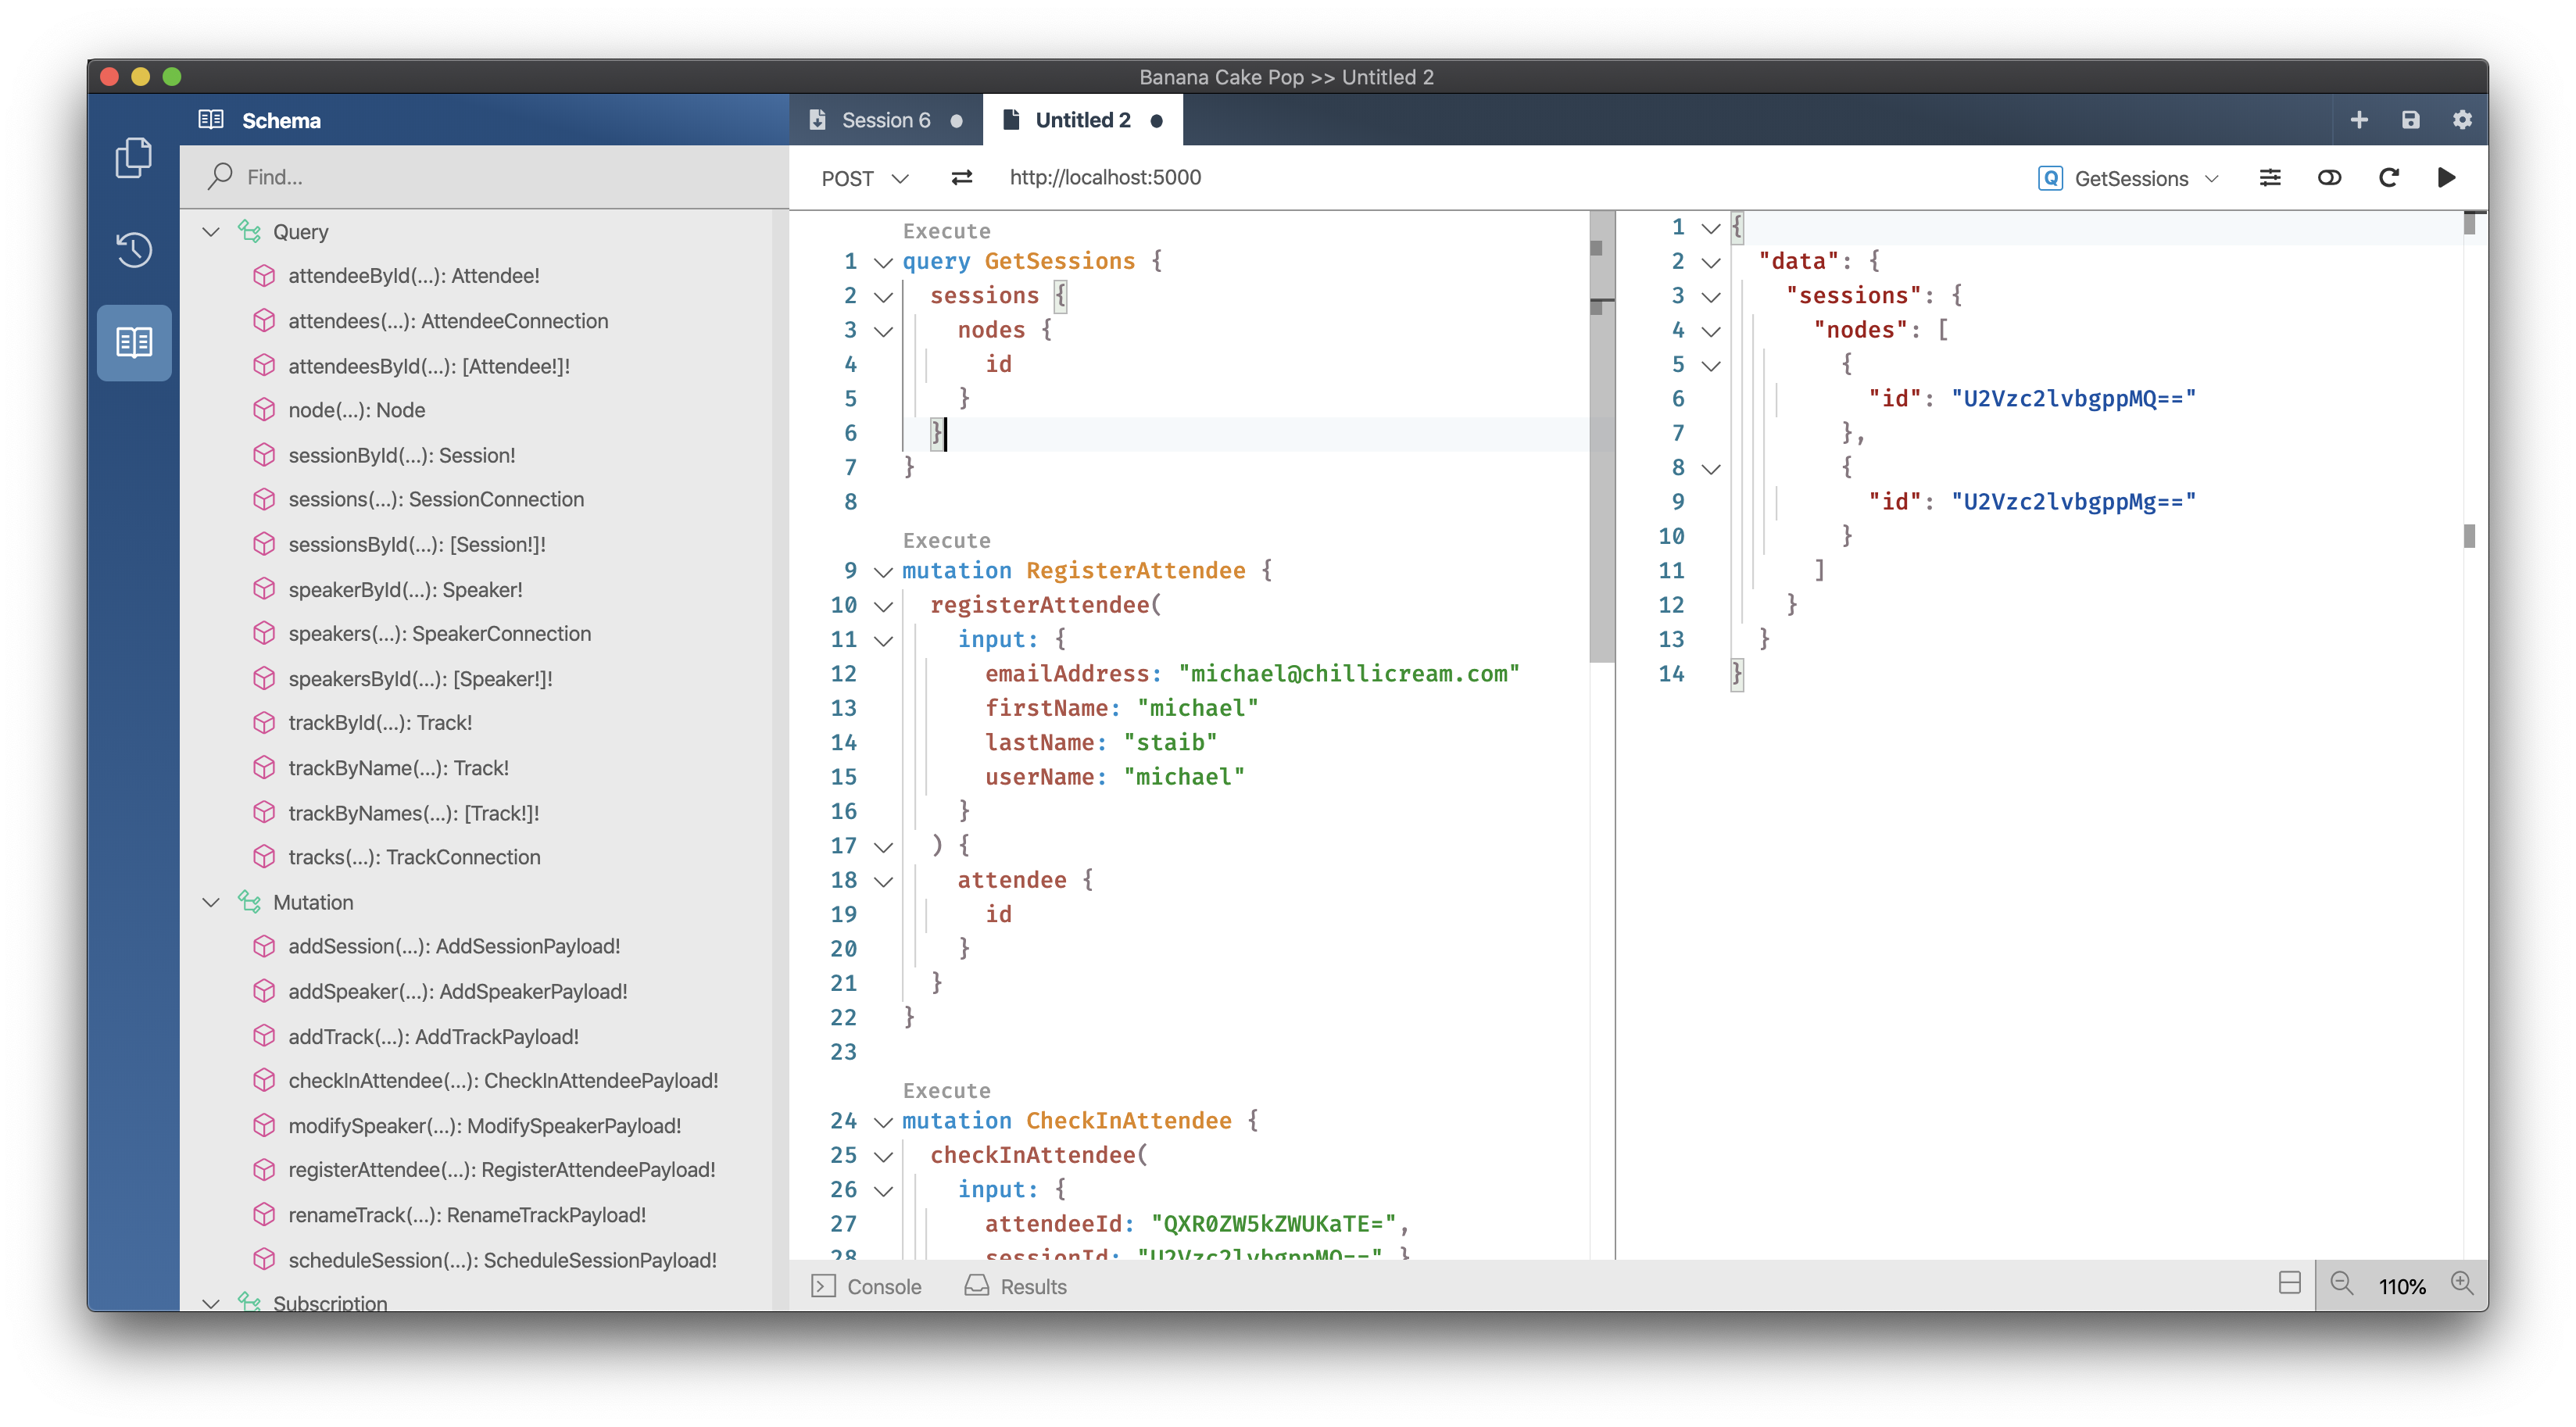 Banana Cake Pop >> Untitled 2
Schema
Session 6
Untitled 2
Find...
POST
http://localhost:5000
Q GetSessions
Query
attendeeById(...): Attendee!
attendees(...): AttendeeConnection
attendeesById(...): [Attendee!]!
node(...): Node
sessionById(...): Session!
sessions(...): SessionConnection
sessionsById(...): [Session!]!
speakerById(...): Speaker!
speakers(...): SpeakerConnection
speakersById(...): [Speaker!]!
trackById(...): Track!
trackByName(...): Track!
trackByNames(...): [Track!]!
tracks(...): TrackConnection
Mutation
addSession(...): AddSessionPayload!
addSpeaker(...): AddSpeakerPayload!
addTrack(...): AddTrackPayload!
checkInAttendee(...): CheckInAttendeePayload!
modifySpeaker(...): ModifySpeakerPayload!
registerAttendee(...): RegisterAttendeePayload!
renameTrack(...): RenameTrackPayload!
scheduleSession(...): ScheduleSessionPayload!
Subscription
Execute
1 query GetSessions {
2 sessions {
3 nodes {
4 id
5 }
6 }
7 }
8
Execute
9 mutation RegisterAttendee {
10 registerAttendee(
11 input: {
12 emailAddress: "michael@chillicream.com"
13 firstName: "michael"
14 lastName: "staib"
15 userName: "michael"
16 }
17 ) {
18 attendee {
19 id
20 }
21 }
22 }
23
Execute
24 mutation CheckInAttendee {
25 checkInAttendee(
26 input: {
27 attendeeId: "QXR0ZW5kZWUKaTE=",
28 sessionId: "U2Vzc2lvbgppMQ==" }
1 {
2 "data": {
3 "sessions": {
4 "nodes": [
5 {
6 "id": "U2Vzc2lvbgppMQ=="
7 },
8 {
9 "id": "U2Vzc2lvbgppMg=="
10 }
11 ]
12 }
13 }
14 }
Console
Results
110%